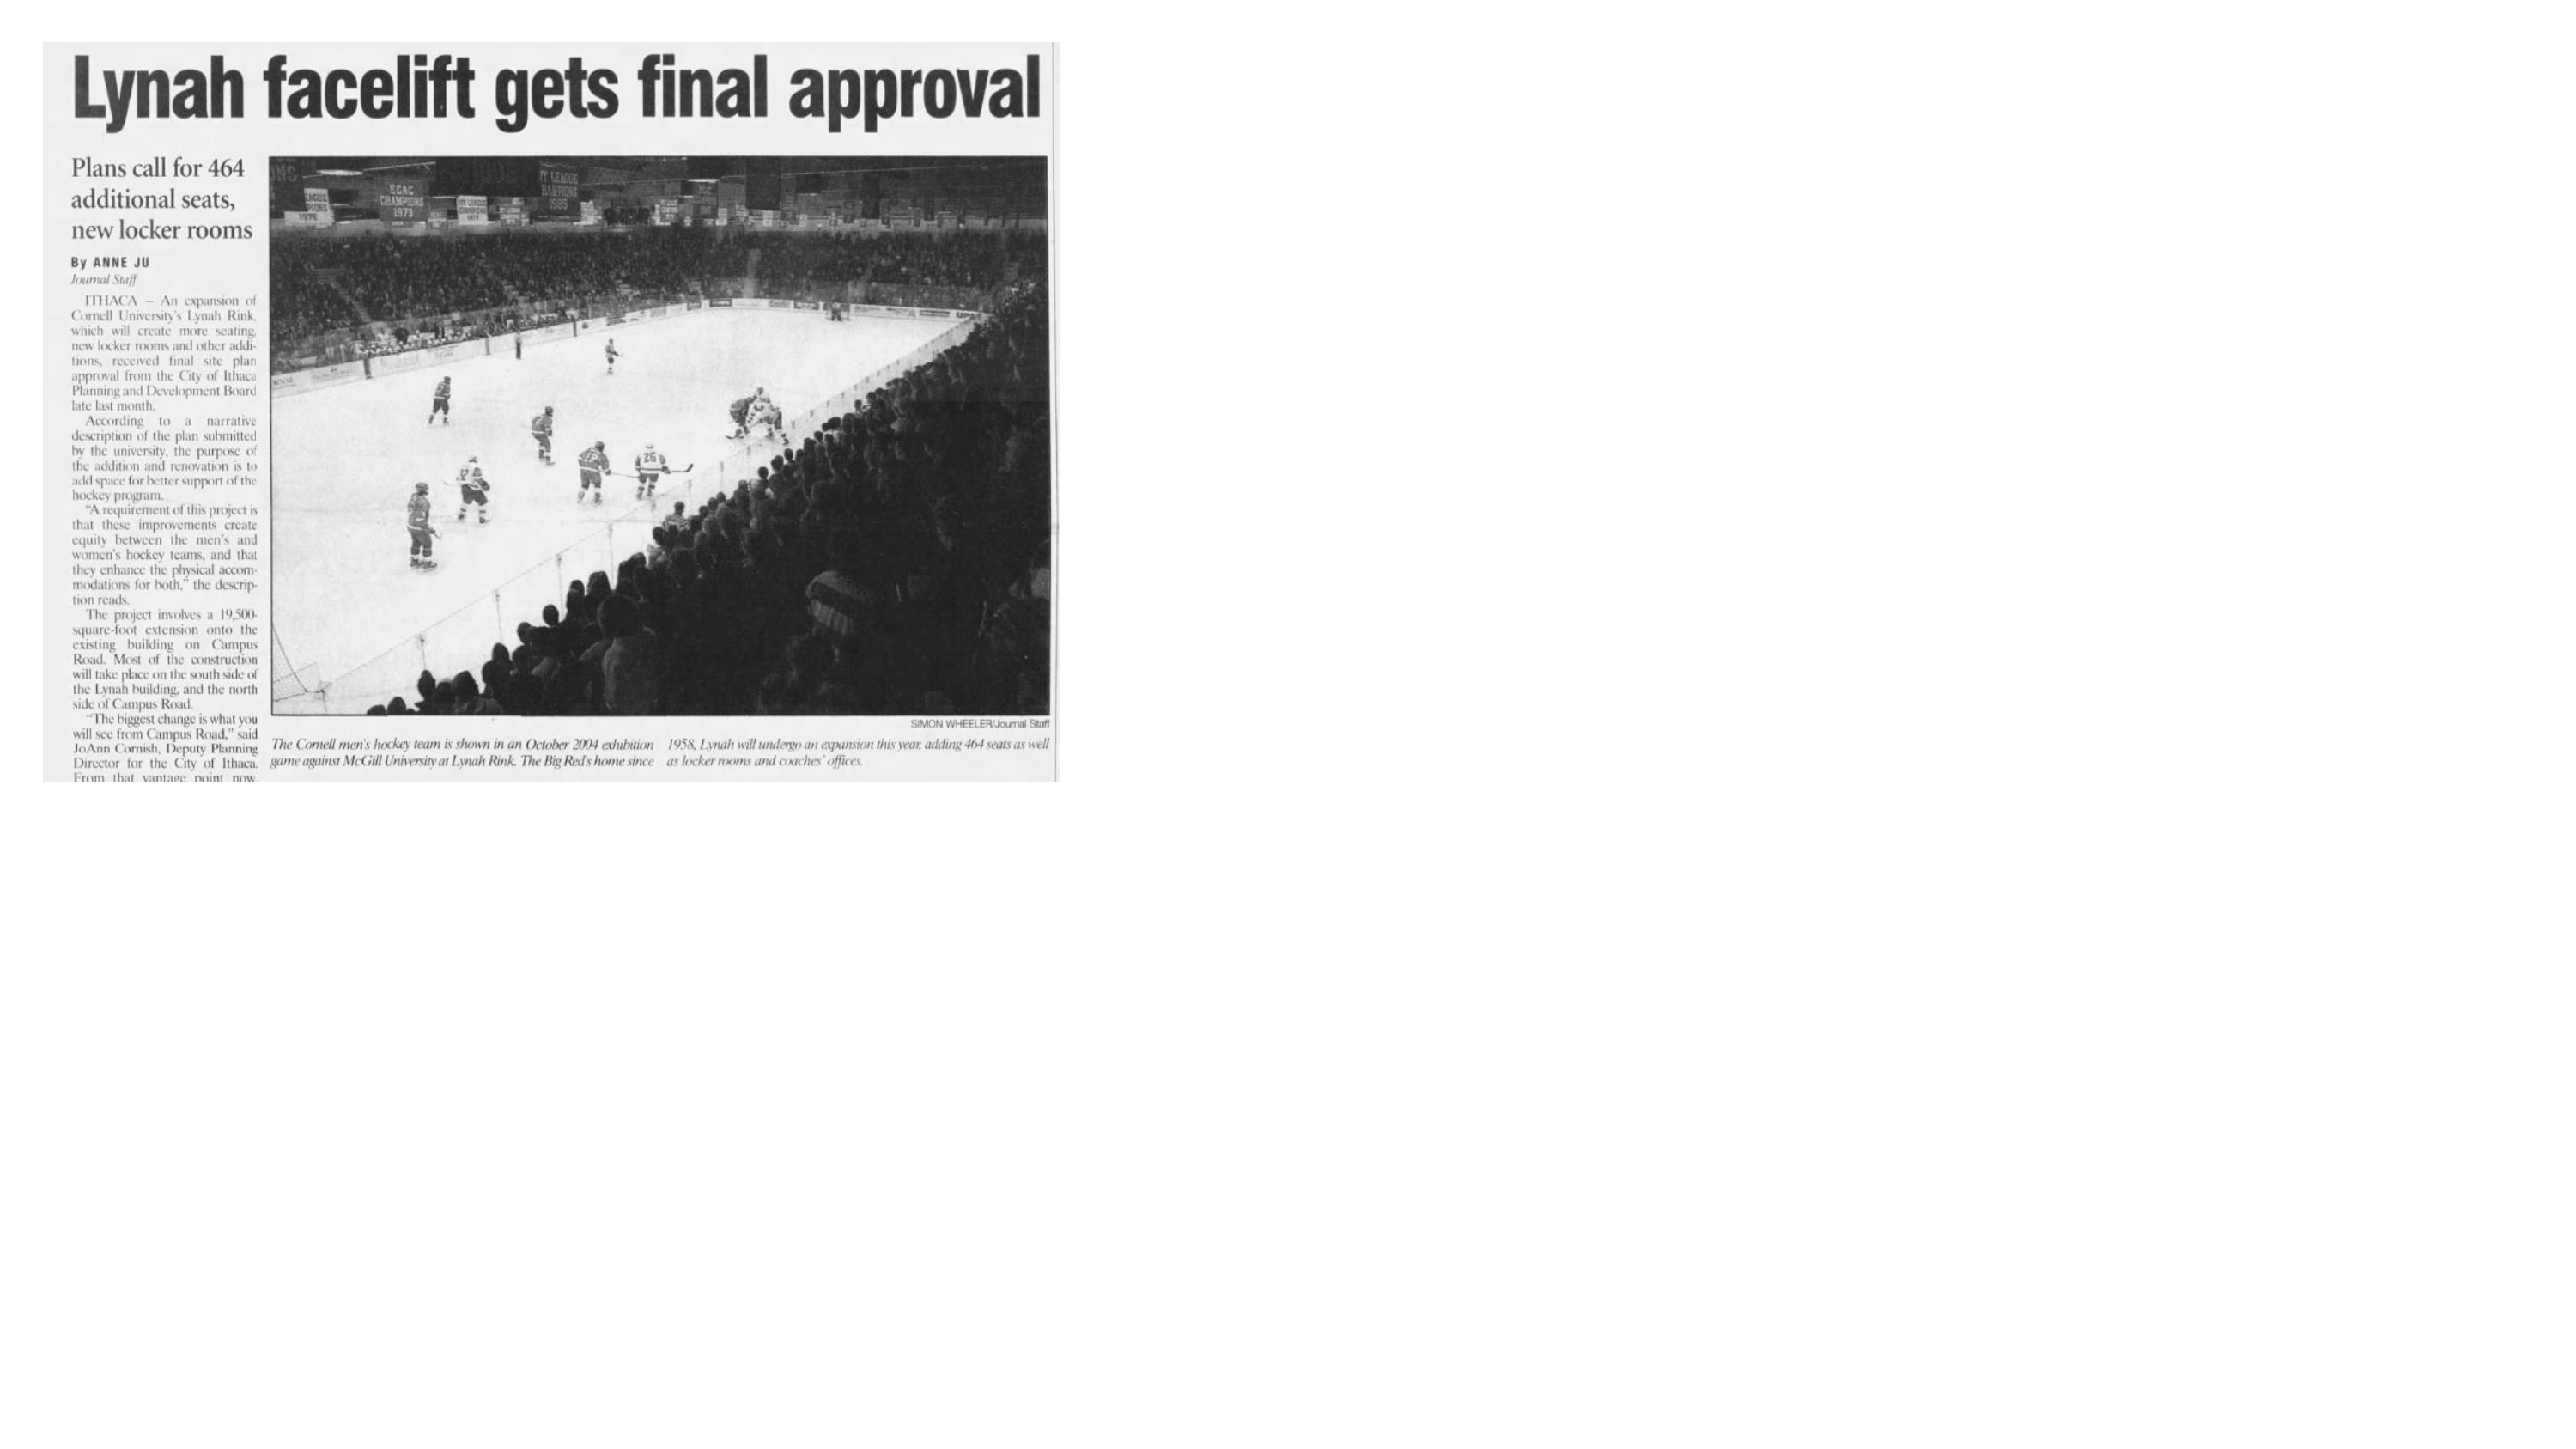 Lynah facelift gets final approval
Plans call for 464
additional seats,
new locker rooms
By ANNE JU
Journal Staff
ITHACA – An expansion of
Cornell University's Lynah Rink,
which will create more seating,
new locker rooms and other addi-
tions, received final site plan
approval from the City of Ithaca
Planning and Development Board
late last month.
According to a narrative
description of the plan submitted
by the university, the purpose of
the addition and renovation is to
add space for better support of the
hockey program.
"A requirement of this project is
that these improvements create
equity between the men's and
women's hockey teams, and that
they enhance the physical accom-
modations for both," the descrip-
tion reads.
The project involves a 19,500-
square-foot extension onto the
existing building on Campus
Road. Most of the construction
will take place on the south side of
the Lynah building, and the north
side of Campus Road.
"The biggest change is what you
will see from Campus Road," said
JoAnn Cornish, Deputy Planning
Director for the City of Ithaca.
From that vantage point now,
ECAC
CHAMPIONS
1973
IVY LEAGUE
CHAMPIONS
1985
26
SIMON WHEELER/Journal Staff
The Cornell men's hockey team is shown in an October 2004 exhibition
game against McGill University at Lynah Rink. The Big Red's home since
1958, Lynah will undergo an expansion this year, adding 464 seats as well
as locker rooms and coaches' offices.